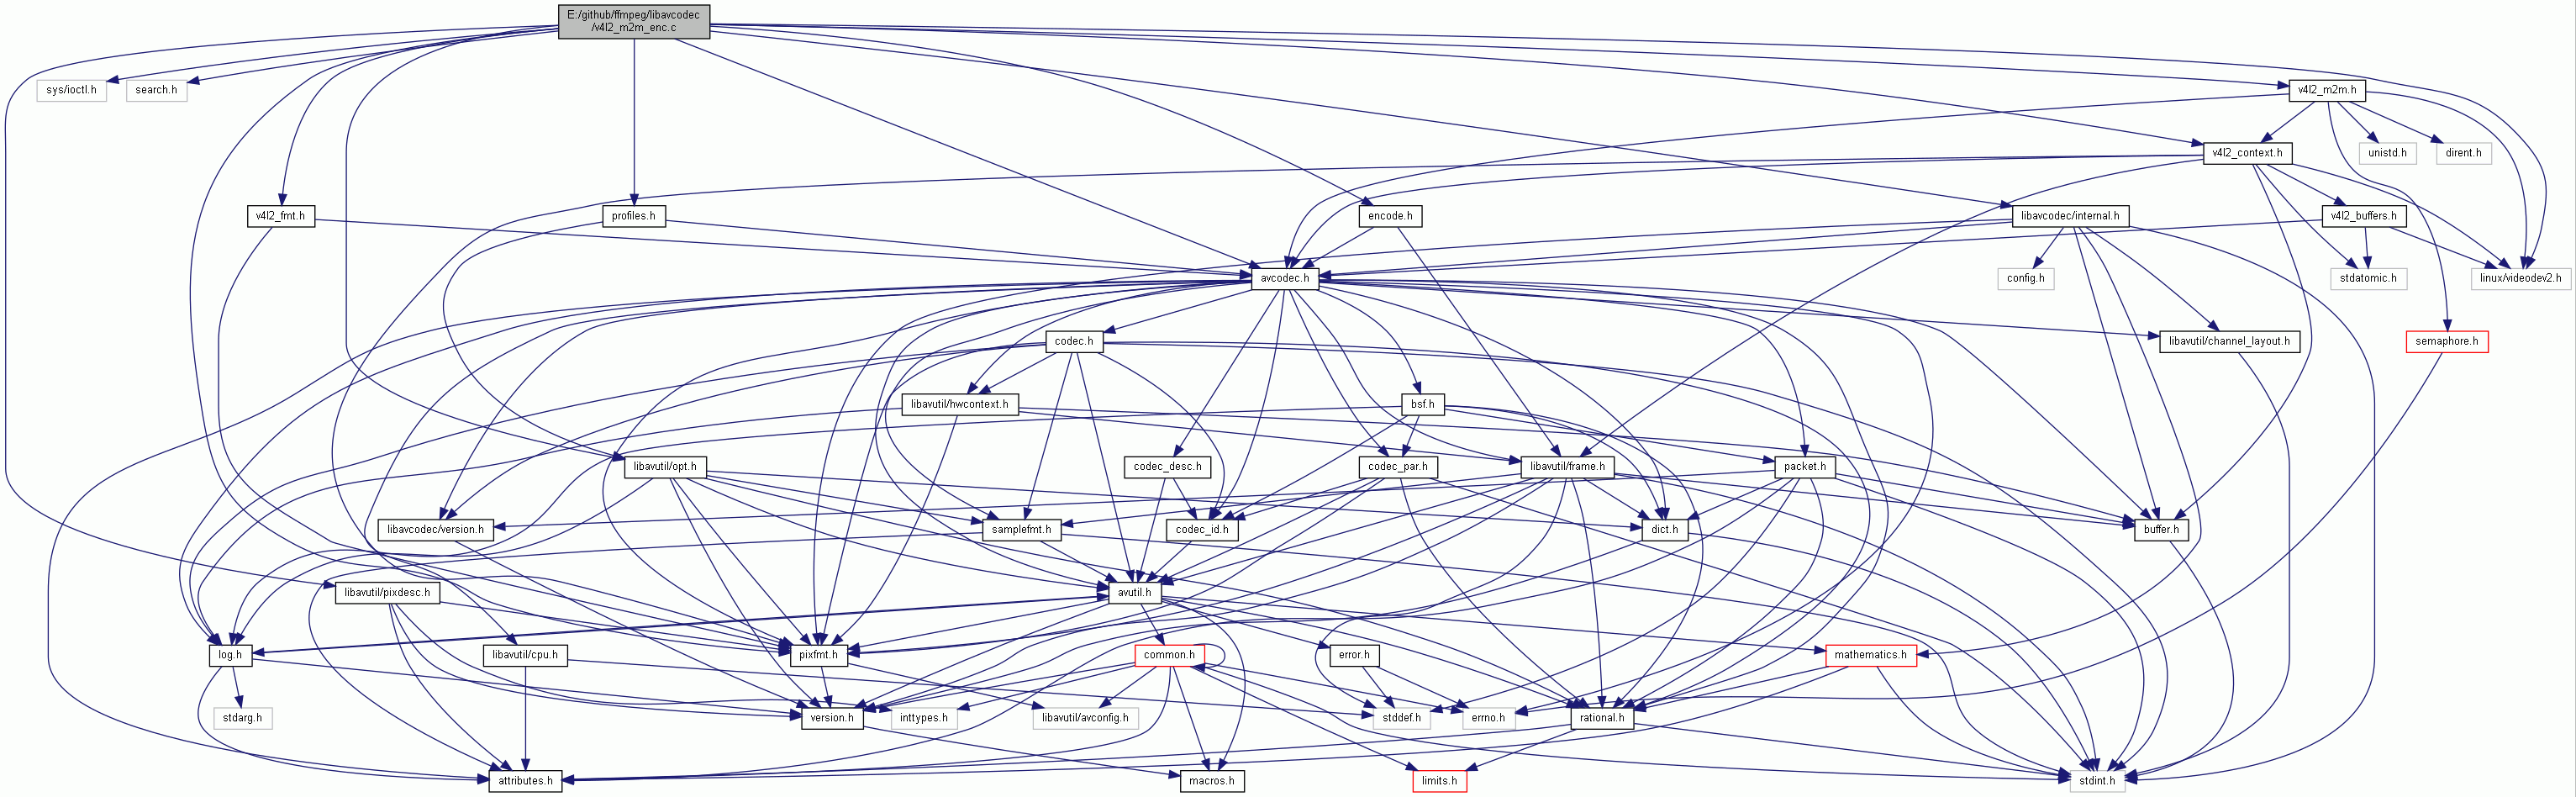 E:/github/ffmpeg/libavcodec
/v4l2_m2m_enc.c
sys/ioctl.h
search.h
v4l2_m2m.h
v4l2_context.h
unistd.h
dirent.h
v4l2_fmt.h
profiles.h
encode.h
libavcodec/internal.h
v4l2_buffers.h
avcodec.h
config.h
stdatomic.h
linux/videodev2.h
codec.h
libavutil/channel_layout.h
semaphore.h
libavutil/hwcontext.h
bsf.h
libavutil/opt.h
codec_desc.h
codec_par.h
libavutil/frame.h
packet.h
libavcodec/version.h
samplefmt.h
codec_id.h
dict.h
buffer.h
libavutil/pixdesc.h
avutil.h
log.h
libavutil/cpu.h
pixfmt.h
common.h
error.h
mathematics.h
stdarg.h
version.h
inttypes.h
libavutil/avconfig.h
stddef.h
errno.h
rational.h
attributes.h
macros.h
limits.h
stdint.h